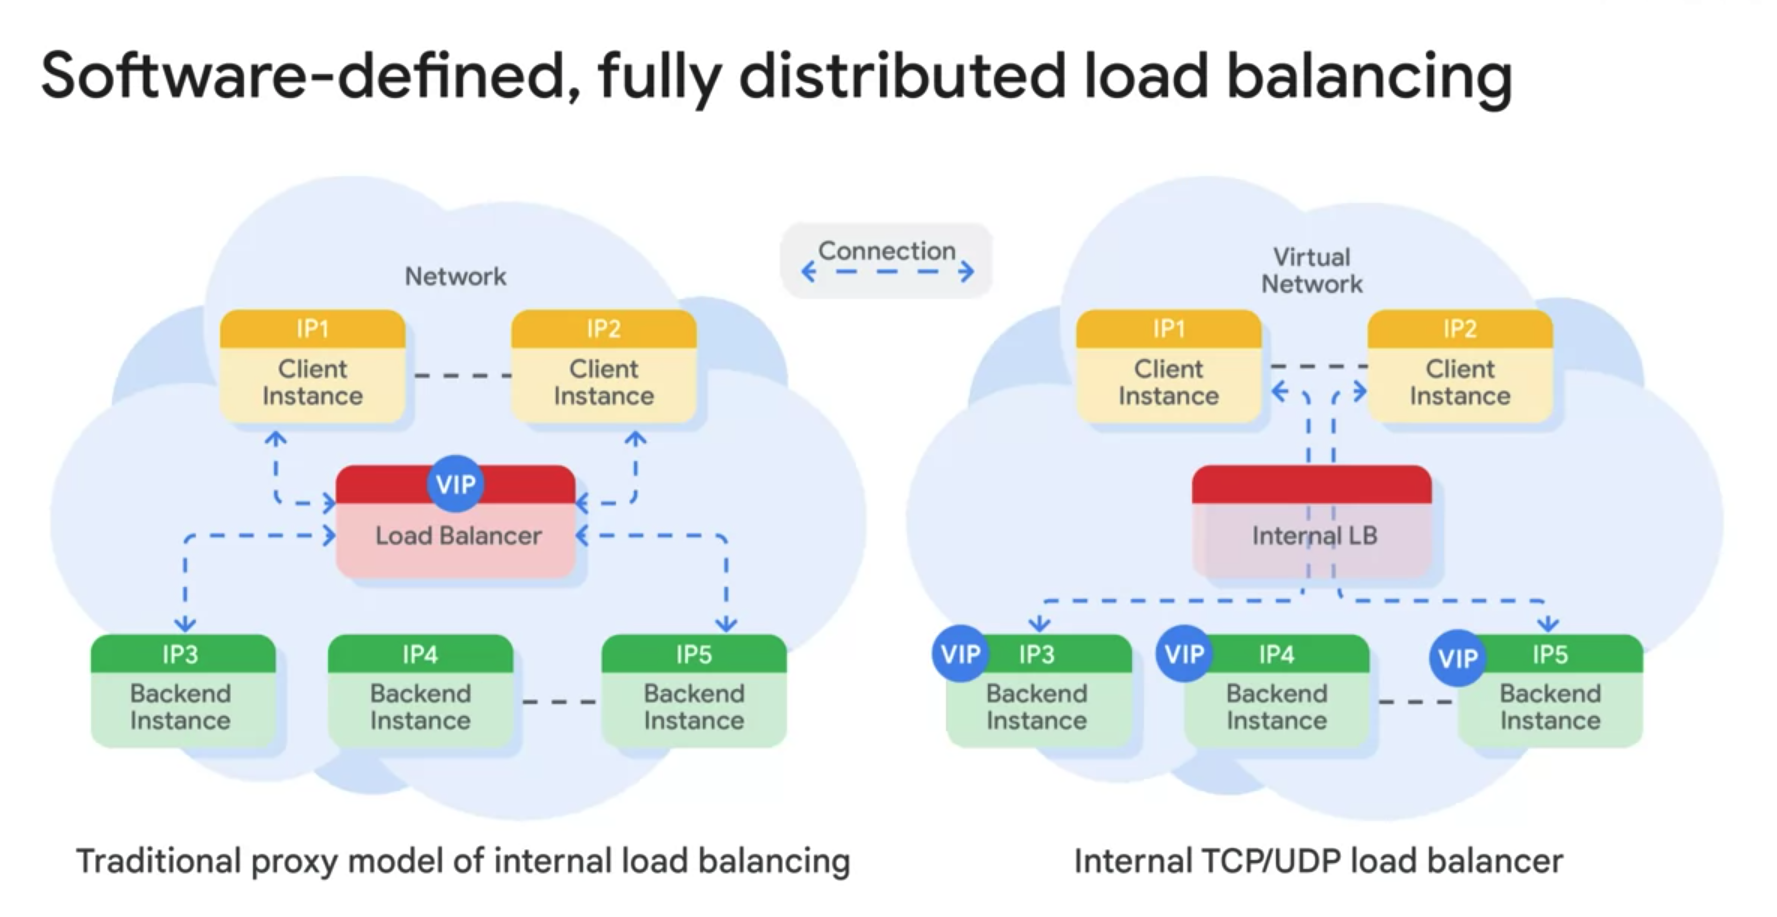 Software-defined, fully distributed load balancing
Network
IP1
Client
Instance
IP2
Client
Instance
VIP
Load Balancer
IP3
Backend
Instance
IP4
Backend
Instance
IP5
Backend
Instance
Traditional proxy model of internal load balancing
Connection
Virtual
Network
IP1
Client
Instance
IP2
Client
Instance
Internal LB
VIP
IP3
Backend
Instance
VIP
IP4
Backend
Instance
VIP
IP5
Backend
Instance
Internal TCP/UDP load balancer